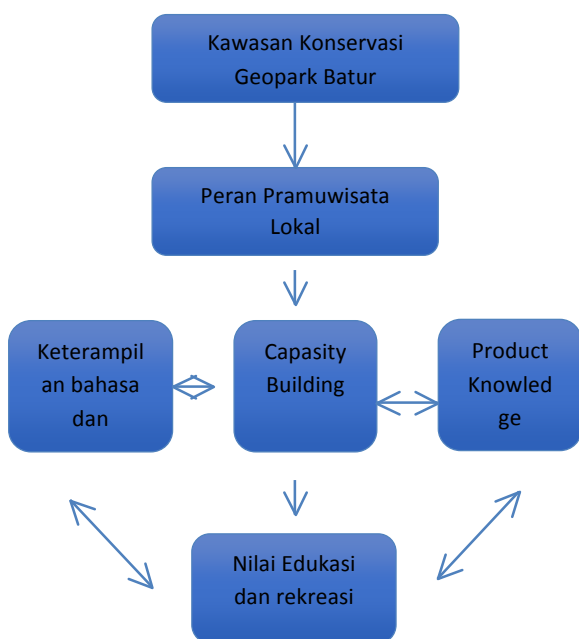 Kawasan Konservasi
Geopark Batur
Peran Pramuwisata
Lokal
Keterampil
an bahasa
dan
Capasity
Building
Product
Knowled
ge
Nilai Edukasi
dan rekreasi